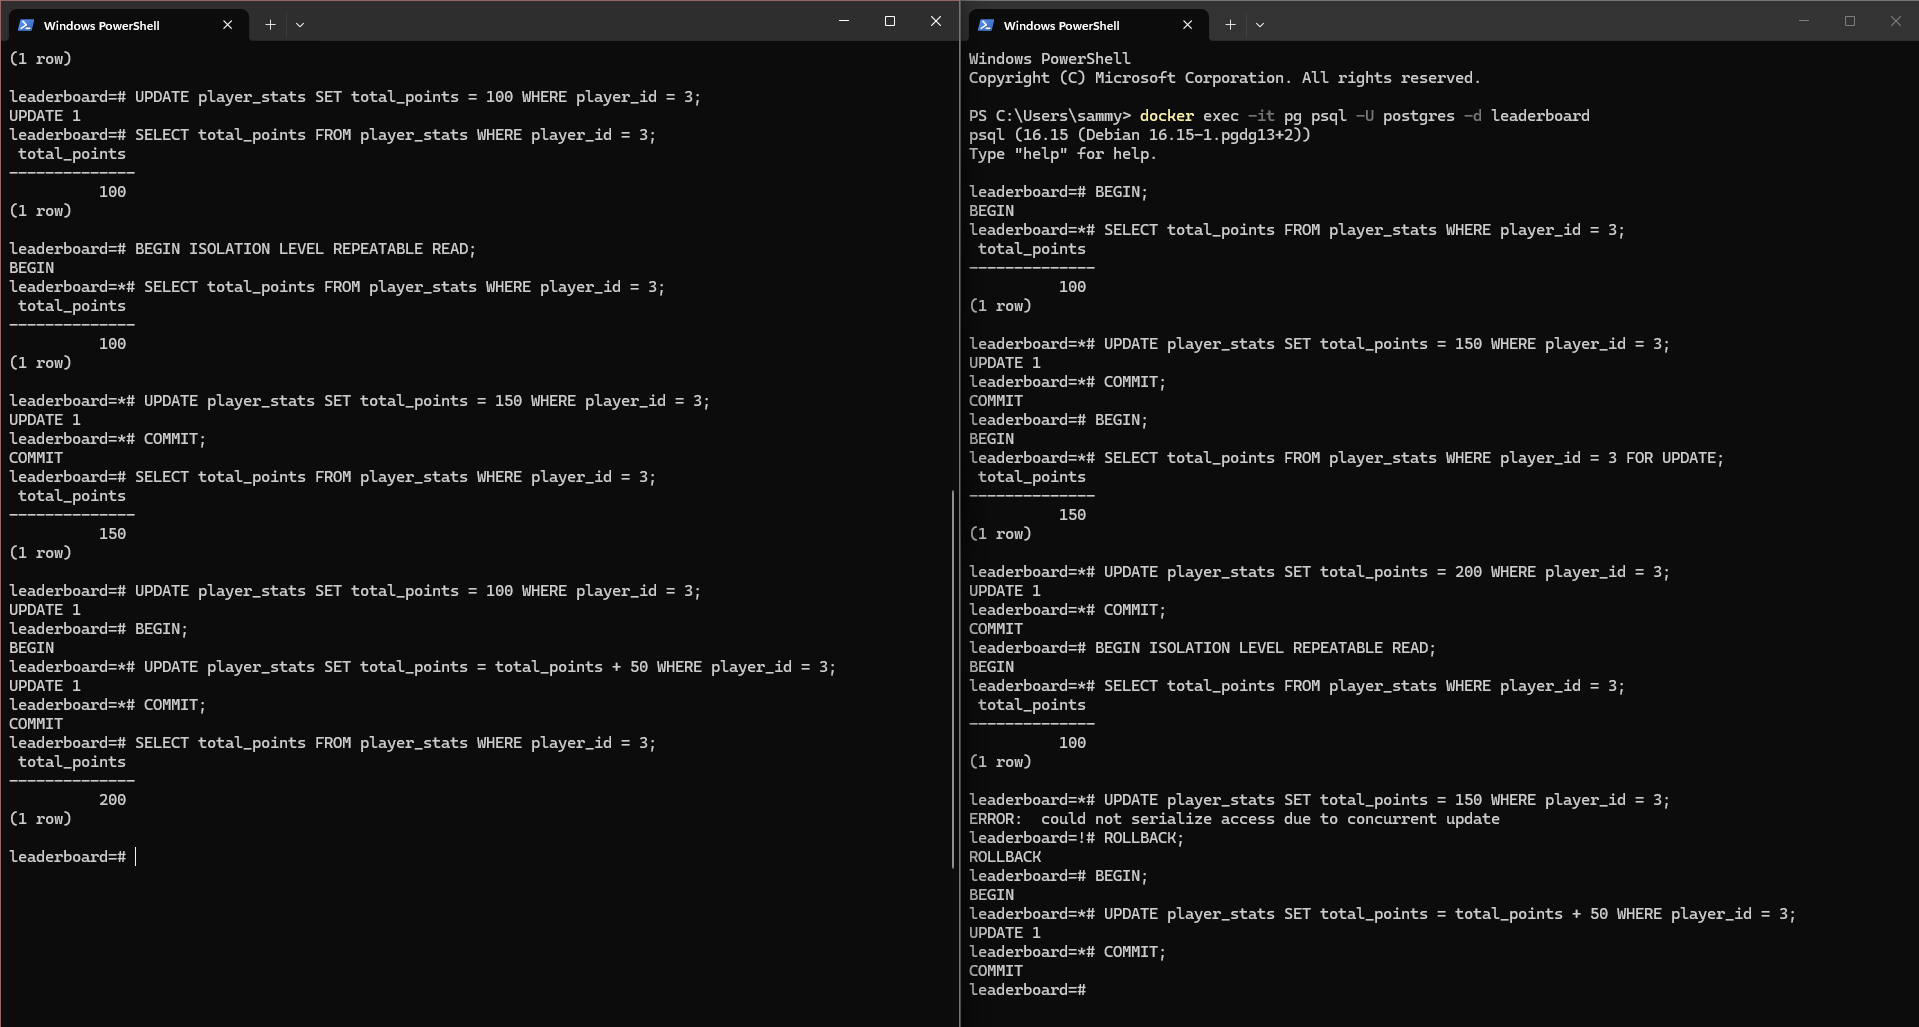 Windows PowerShell
(1 row)
leaderboard=# UPDATE player_stats SET total_points = 100 WHERE player_id = 3;
UPDATE 1
leaderboard=# SELECT total_points FROM player_stats WHERE player_id = 3;
total_points
--------------
100
(1 row)
leaderboard=# BEGIN ISOLATION LEVEL REPEATABLE READ;
BEGIN
leaderboard=*# SELECT total_points FROM player_stats WHERE player_id = 3;
total_points
--------------
100
(1 row)
leaderboard=*# UPDATE player_stats SET total_points = 150 WHERE player_id = 3;
UPDATE 1
leaderboard=*# COMMIT;
COMMIT
leaderboard=# SELECT total_points FROM player_stats WHERE player_id = 3;
total_points
--------------
150
(1 row)
leaderboard=# UPDATE player_stats SET total_points = 100 WHERE player_id = 3;
UPDATE 1
leaderboard=# BEGIN;
BEGIN
leaderboard=*# UPDATE player_stats SET total_points = total_points + 50 WHERE player_id = 3;
UPDATE 1
leaderboard=*# COMMIT;
COMMIT
leaderboard=# SELECT total_points FROM player_stats WHERE player_id = 3;
total_points
--------------
200
(1 row)
leaderboard=#
Windows PowerShell
Windows PowerShell
Copyright (C) Microsoft Corporation. All rights reserved.
PS C:\Users\sammy> docker exec -it pg psql -U postgres -d leaderboard
psql (16.15 (Debian 16.15-1.pgdg13+2))
Type "help" for help.
leaderboard=# BEGIN;
BEGIN
leaderboard=*# SELECT total_points FROM player_stats WHERE player_id = 3;
total_points
--------------
100
(1 row)
leaderboard=*# UPDATE player_stats SET total_points = 150 WHERE player_id = 3;
UPDATE 1
leaderboard=*# COMMIT;
COMMIT
leaderboard=# BEGIN;
BEGIN
leaderboard=*# SELECT total_points FROM player_stats WHERE player_id = 3 FOR UPDATE;
total_points
--------------
150
(1 row)
leaderboard=*# UPDATE player_stats SET total_points = 200 WHERE player_id = 3;
UPDATE 1
leaderboard=*# COMMIT;
COMMIT
leaderboard=# BEGIN ISOLATION LEVEL REPEATABLE READ;
BEGIN
leaderboard=*# SELECT total_points FROM player_stats WHERE player_id = 3;
total_points
--------------
100
(1 row)
leaderboard=*# UPDATE player_stats SET total_points = 150 WHERE player_id = 3;
ERROR:  could not serialize access due to concurrent update
leaderboard=!# ROLLBACK;
ROLLBACK
leaderboard=# BEGIN;
BEGIN
leaderboard=*# UPDATE player_stats SET total_points = total_points + 50 WHERE player_id = 3;
UPDATE 1
leaderboard=*# COMMIT;
COMMIT
leaderboard=#